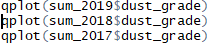 qplot(sum_2019$dust_grade)
qplot(sum_2018$dust_grade)
qplot(sum_2017$dust_grade)